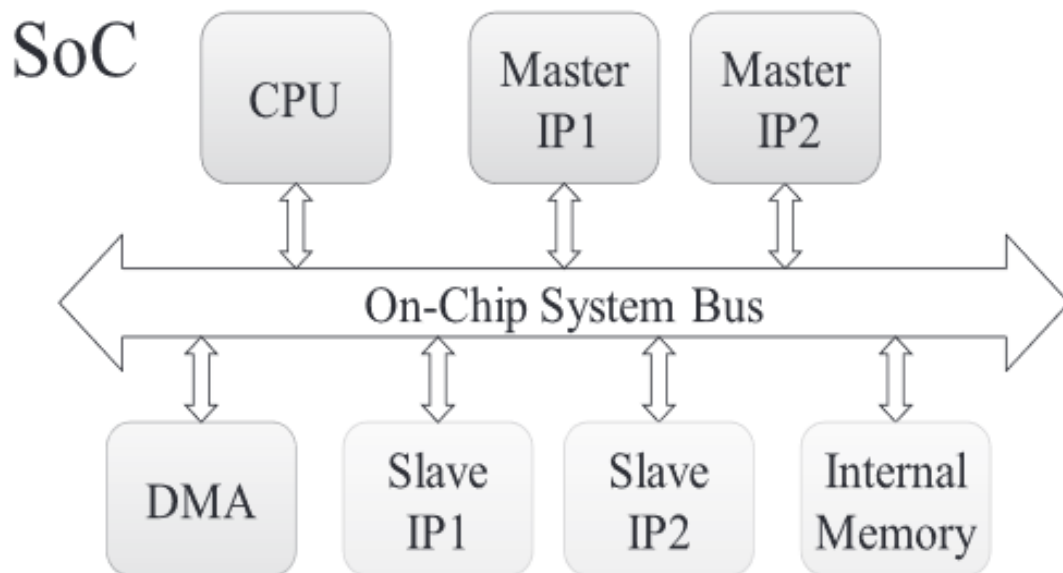 SoC
CPU
Master
IP1
Master
IP2
On-Chip System Bus
DMA
Slave
IP1
Slave
IP2
Internal
Memory